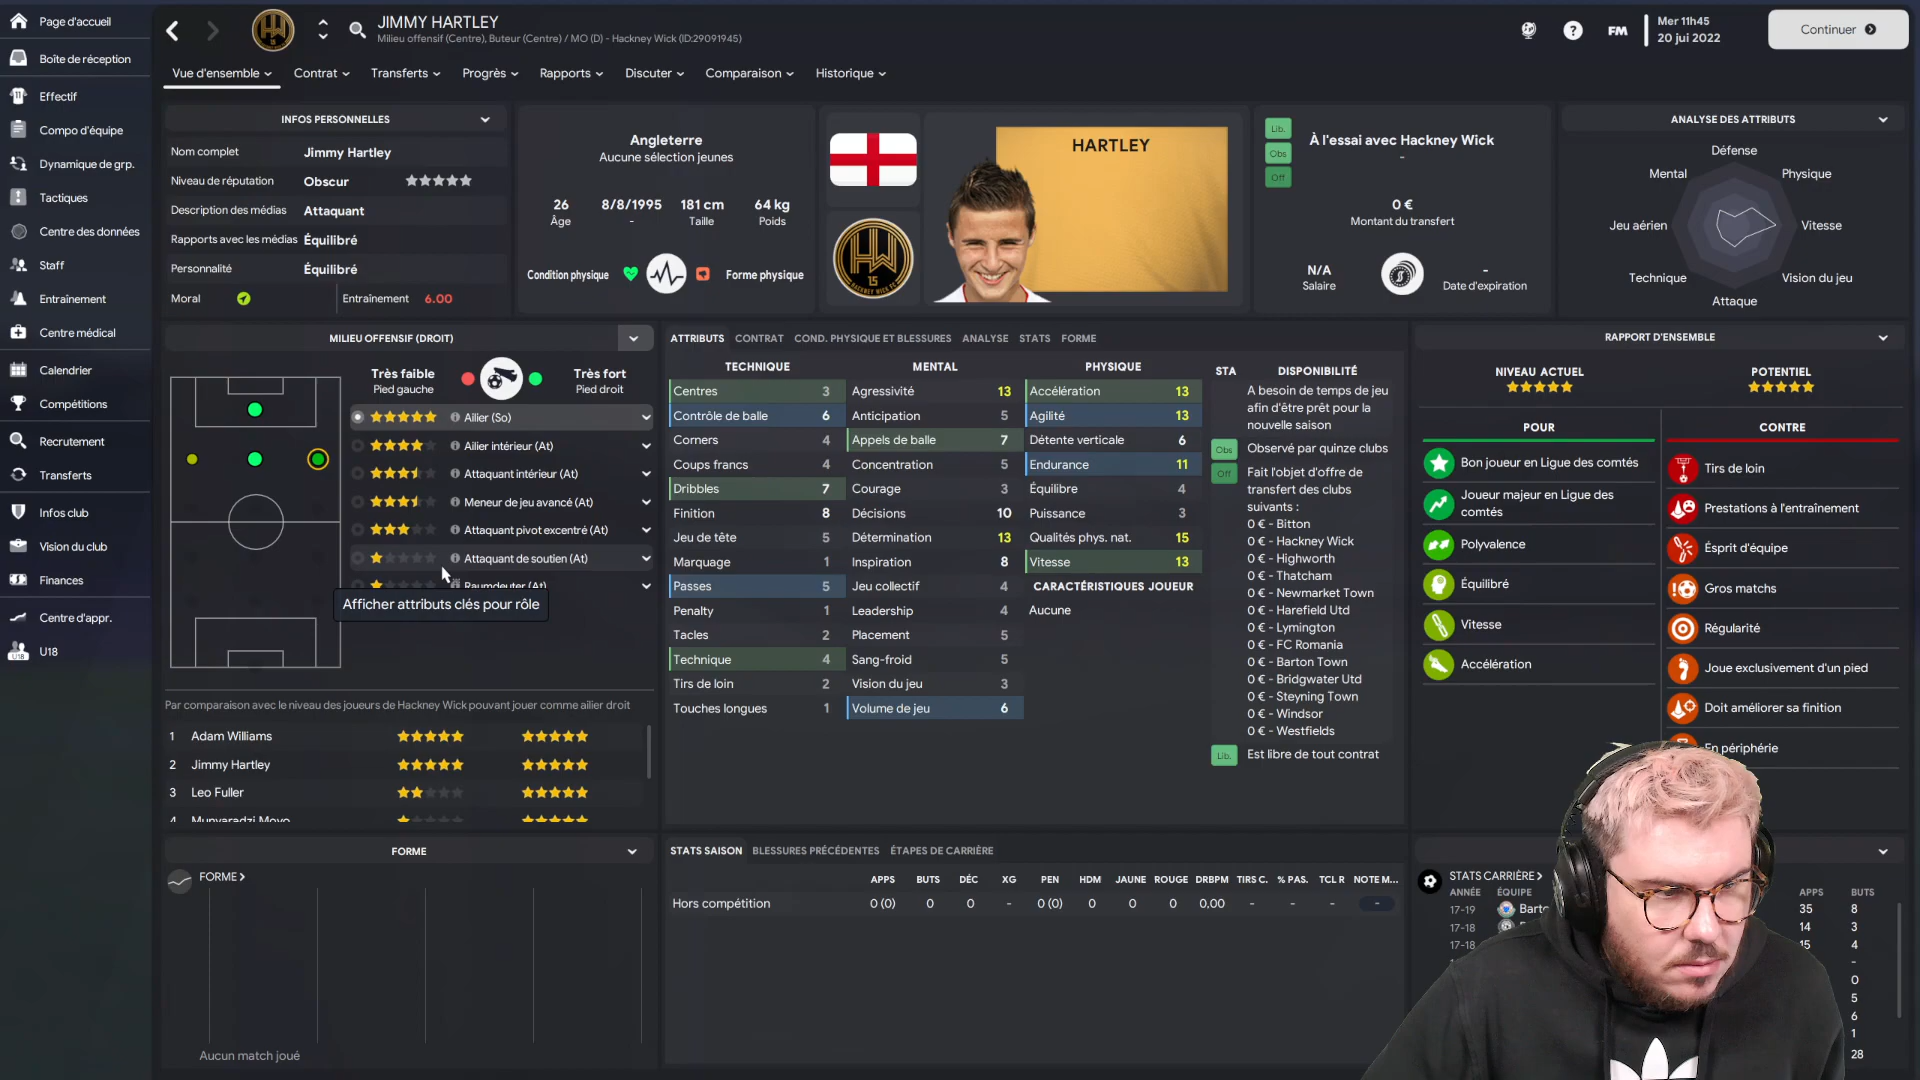 Page d'accueil
Boîte de réception
Effectif
Compo d'équipe
Dynamique de grp.
Tactiques
Centre des données
Staff
Entraînement
Centre médical
Calendrier
Compétitions
Recrutement
Transferts
Infos club
Vision du club
Finances
Centre d'appr.
U18
JIMMY HARTLEY
Milieu offensif (Centre), Buteur (Centre) / MO (D) - Hackney Wick (ID:29091945)
FM
Mer 11h45
20 jui 2022
Continuer
Vue d'ensemble Contrat Transferts Progrès Rapports Discuter Comparaison Historique
INFOS PERSONNELLES
Nom complet Jimmy Hartley
Niveau de réputation Obscur
Description des médias Attaquant
Rapports avec les médias Équilibré
Personnalité Équilibré
Moral Entraînement 6.00
Angleterre
Aucune sélection jeunes
26 8/8/1995 181 cm 64 kg
Âge - Taille Poids
Condition physique Forme physique
HARTLEY
Lib.
Obs
Off
À l'essai avec Hackney Wick
-
0 €
Montant du transfert
N/A -
Salaire Date d'expiration
ANALYSE DES ATTRIBUTS
Défense
Mental Physique
Jeu aérien Vitesse
Technique Vision du jeu
Attaque
MILIEU OFFENSIF (DROIT)
Très faible Très fort
Pied gauche Pied droit
Ailier (So)
Ailier intérieur (At)
Attaquant intérieur (At)
Meneur de jeu avancé (At)
Attaquant pivot excentré (At)
Attaquant de soutien (At)
Raumdeuter (At)
Afficher attributs clés pour rôle
Par comparaison avec le niveau des joueurs de Hackney Wick pouvant jouer comme ailier droit
1 Adam Williams
2 Jimmy Hartley
3 Leo Fuller
4 Munyaradzi Moyo
ATTRIBUTS CONTRAT COND. PHYSIQUE ET BLESSURES ANALYSE STATS FORME
TECHNIQUE
Centres 3
Contrôle de balle 6
Corners 4
Coups francs 4
Dribbles 7
Finition 8
Jeu de tête 5
Marquage 1
Passes 5
Penalty 1
Tacles 2
Technique 4
Tirs de loin 2
Touches longues 1
MENTAL
Agressivité 13
Anticipation 5
Appels de balle 7
Concentration 5
Courage 3
Décisions 10
Détermination 13
Inspiration 8
Jeu collectif 4
Leadership 4
Placement 5
Sang-froid 5
Vision du jeu 3
Volume de jeu 6
PHYSIQUE
Accélération 13
Agilité 13
Détente verticale 6
Endurance 11
Équilibre 4
Puissance 3
Qualités phys. nat. 15
Vitesse 13
CARACTÉRISTIQUES JOUEUR
Aucune
STA DISPONIBILITÉ
A besoin de temps de jeu
afin d'être prêt pour la
nouvelle saison
Obs Observé par quinze clubs
Off Fait l'objet d'offre de
transfert des clubs
suivants :
0 € - Bitton
0 € - Hackney Wick
0 € - Highworth
0 € - Thatcham
0 € - Newmarket Town
0 € - Harefield Utd
0 € - Lymington
0 € - FC Romania
0 € - Barton Town
0 € - Bridgwater Utd
0 € - Steyning Town
0 € - Windsor
0 € - Westfields
Lib. Est libre de tout contrat
RAPPORT D'ENSEMBLE
NIVEAU ACTUEL POTENTIEL
POUR
Bon joueur en Ligue des comtés
Joueur majeur en Ligue des
comtés
Polyvalence
Équilibré
Vitesse
Accélération
CONTRE
Tirs de loin
Prestations à l'entraînement
Esprit d'équipe
Gros matchs
Régularité
Joue exclusivement d'un pied
Doit améliorer sa finition
En périphérie
FORME
FORME
Aucun match joué
STATS SAISON BLESSURES PRÉCÉDENTES ÉTAPES DE CARRIÈRE
APPS BUTS DÉC XG PEN HDM JAUNE ROUGE DRBPM TIRS C. % PAS. TCL R NOTE M...
Hors compétition 0 (0) 0 0 - 0 (0) 0 0 0 0,00 - - - -
STATS CARRIÈRE
ANNÉE ÉQUIPE APPS BUTS
17-19 35 8
17-18 14 3
17-18 15 4
-
0
5
6
1
28